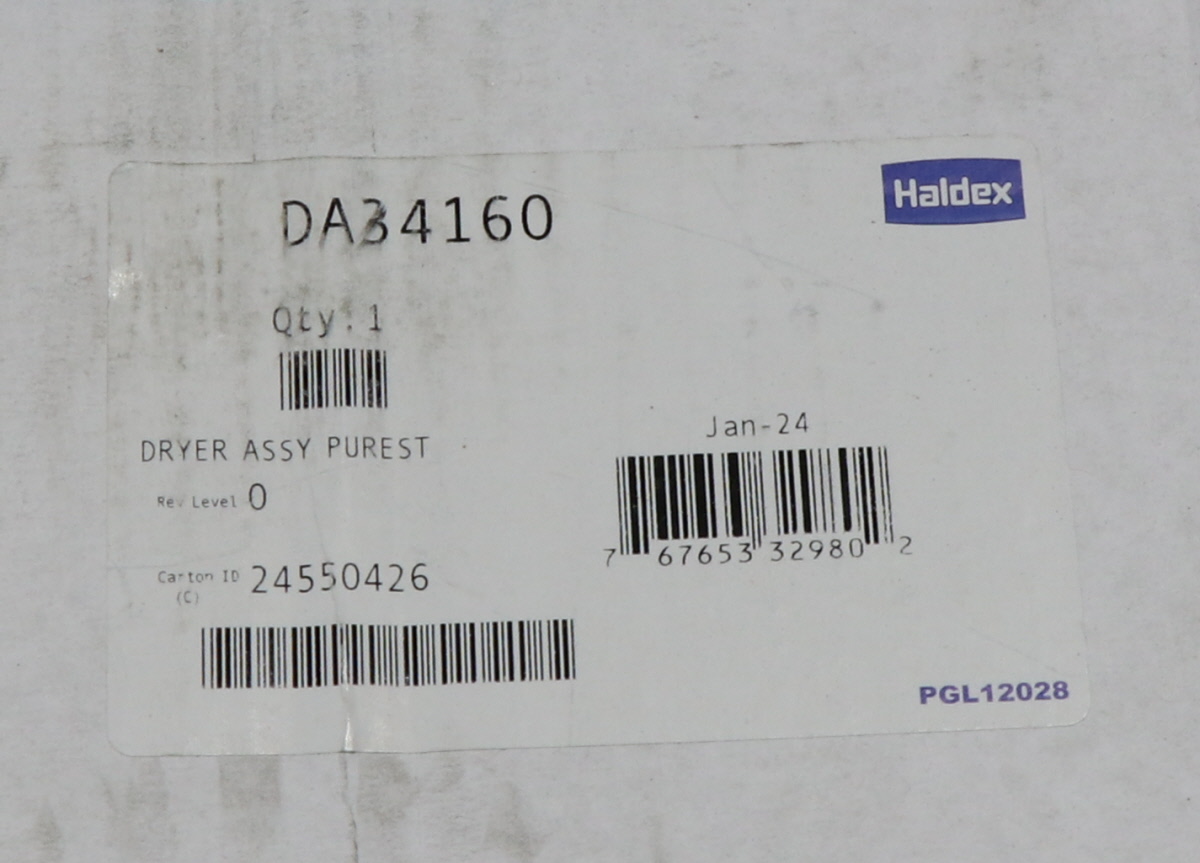 Haldex
DA34160
Qty: 1
DRYER ASSY PUREST
Rev Level 0
Jan-24
7 67653 32980 2
Carton ID 24550426
(C)
PGL12028